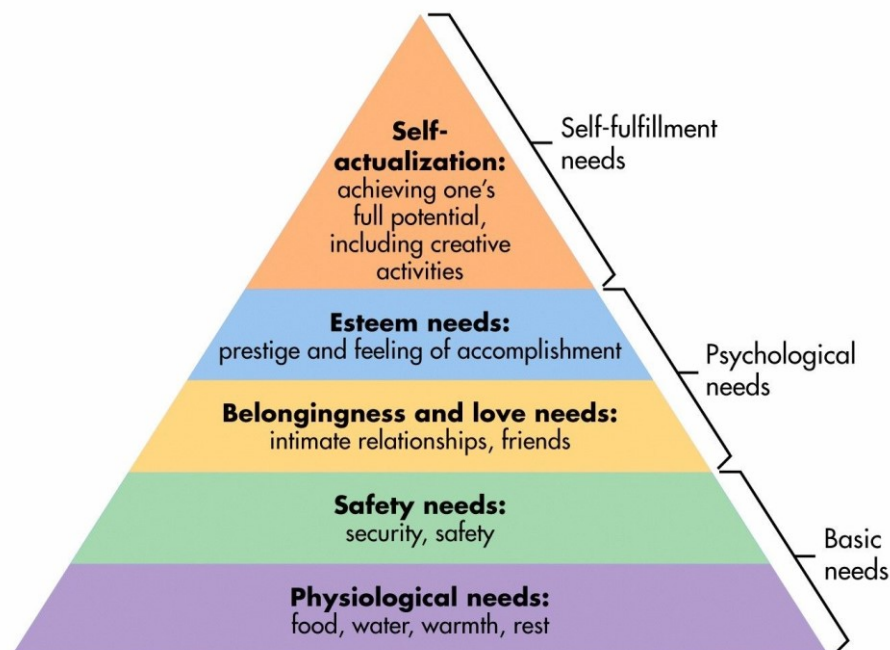 Self-
actualization:
achieving one's
full potential,
including creative
activities
Self-fulfillment
needs
Esteem needs:
prestige and feeling of accomplishment
Psychological
needs
Belongingness and love needs:
intimate relationships, friends
Safety needs:
security, safety
Basic
needs
Physiological needs:
food, water, warmth, rest